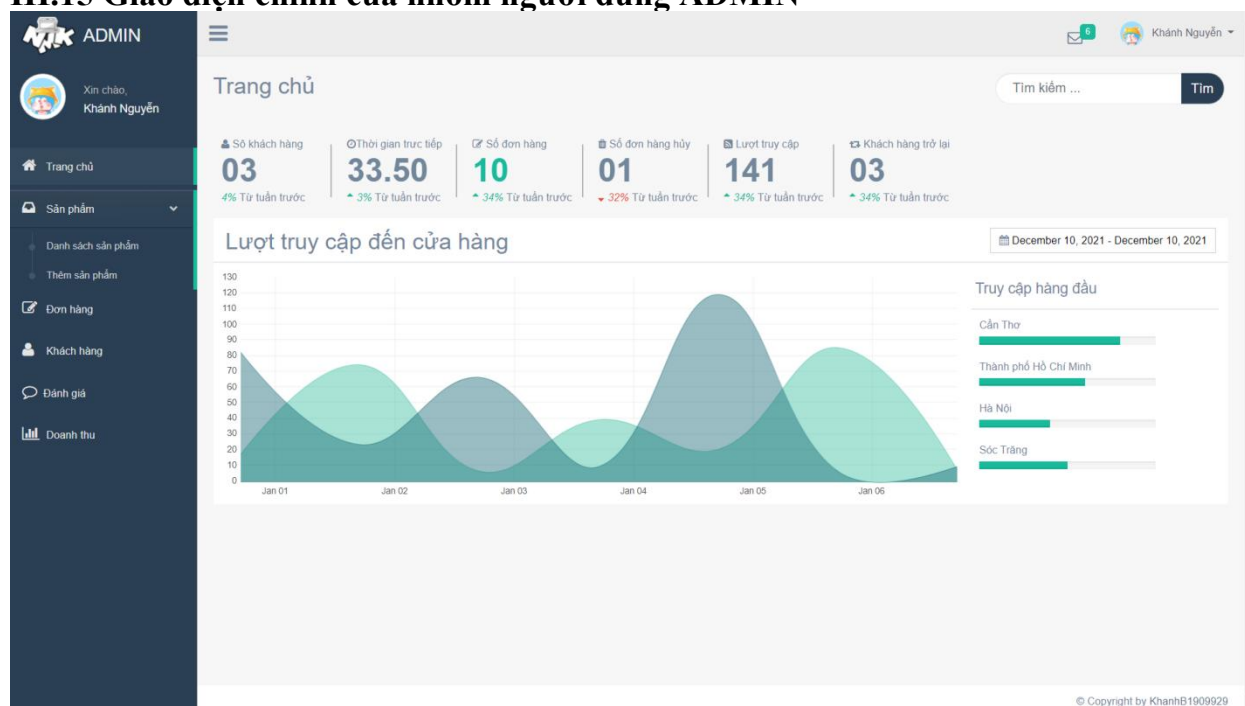 III.15 Giao diện chính của nhóm người dùng ADMIN
NTK ADMIN
6
Khánh Nguyễn
Xin chào,
Khánh Nguyễn
Trang chủ
Sản phẩm
Danh sách sản phẩm
Thêm sản phẩm
Đơn hàng
Khách hàng
Đánh giá
Doanh thu
Trang chủ
Tìm kiếm ...
Tìm
Số khách hàng
03
4% Từ tuần trước
Thời gian trực tiếp
33.50
3% Từ tuần trước
Số đơn hàng
10
34% Từ tuần trước
Số đơn hàng hủy
01
32% Từ tuần trước
Lượt truy cập
141
34% Từ tuần trước
Khách hàng trở lại
03
34% Từ tuần trước
Lượt truy cập đến cửa hàng
December 10, 2021 - December 10, 2021
130
120
110
100
90
80
70
60
50
40
30
20
10
0
Jan 01
Jan 02
Jan 03
Jan 04
Jan 05
Jan 06
Truy cập hàng đầu
Cần Thơ
Thành phố Hồ Chí Minh
Hà Nội
Sóc Trăng
© Copyright by KhanhB1909929